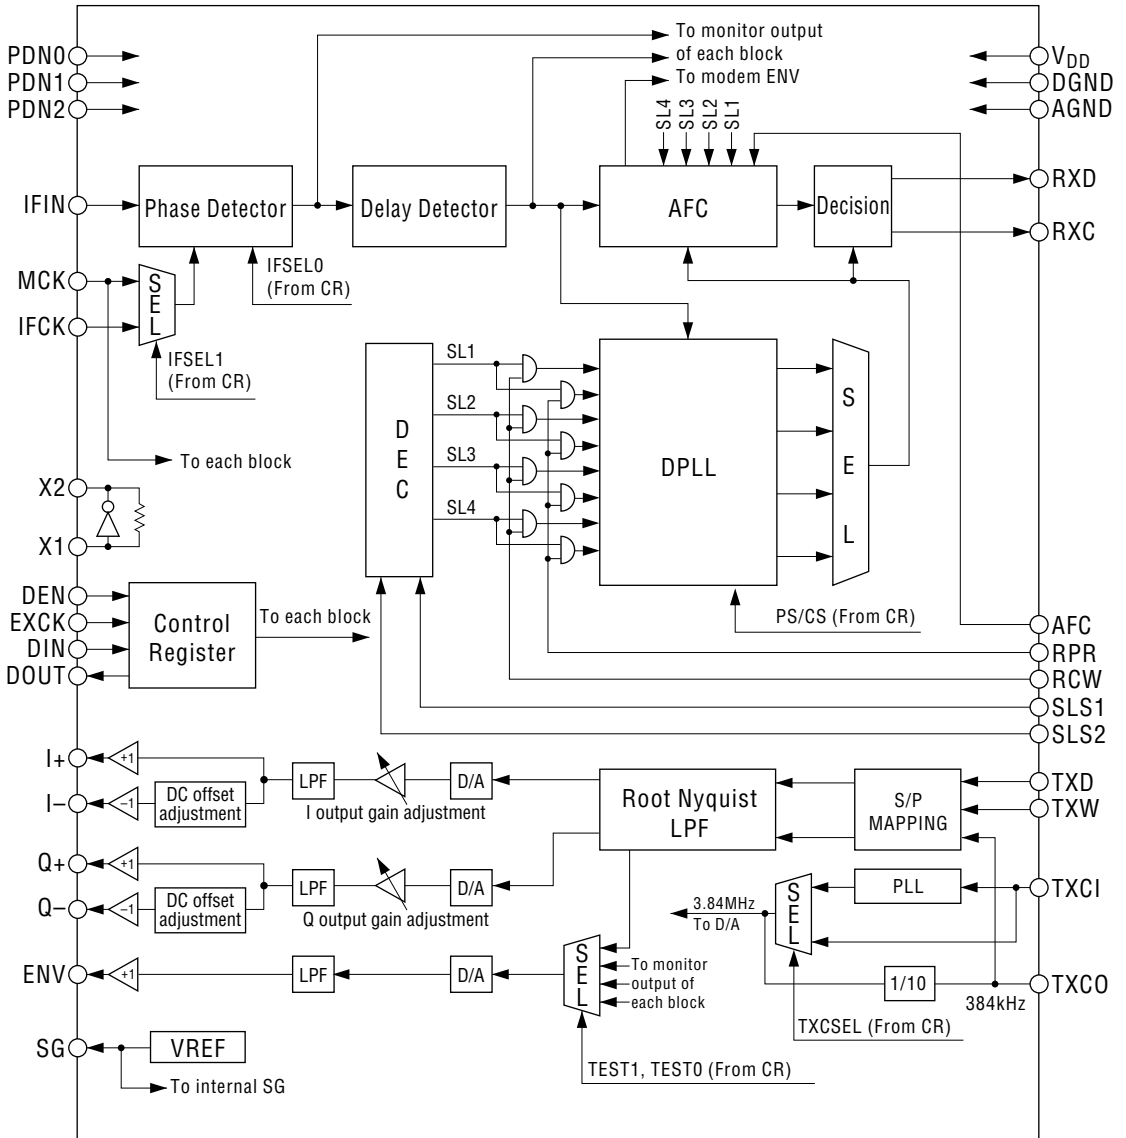 To monitor output
of each block
To modem ENV
PDN0
PDN1
PDN2
VDD
DGND
AGND
SL4
SL3
SL2
SL1
IFIN
Phase Detector
Delay Detector
AFC
Decision
RXD
RXC
MCK
IFCK
SEL
IFSEL0
(From CR)
IFSEL1
(From CR)
To each block
DEC
SL1
SL2
SL3
SL4
DPLL
SEL
PS/CS (From CR)
X2
X1
DEN
EXCK
DIN
DOUT
Control
Register
To each block
AFC
RPR
RCW
SLS1
SLS2
I+
I−
+1
−1
DC offset
adjustment
LPF
D/A
I output gain adjustment
Root Nyquist
LPF
S/P
MAPPING
TXD
TXW
Q+
Q−
+1
−1
DC offset
adjustment
LPF
D/A
Q output gain adjustment
3.84MHz
To D/A
SEL
PLL
TXCI
1/10
384kHz
TXCO
TXCSEL (From CR)
ENV
+1
LPF
D/A
SEL
To monitor
output of
each block
TEST1, TEST0 (From CR)
SG
VREF
To internal SG